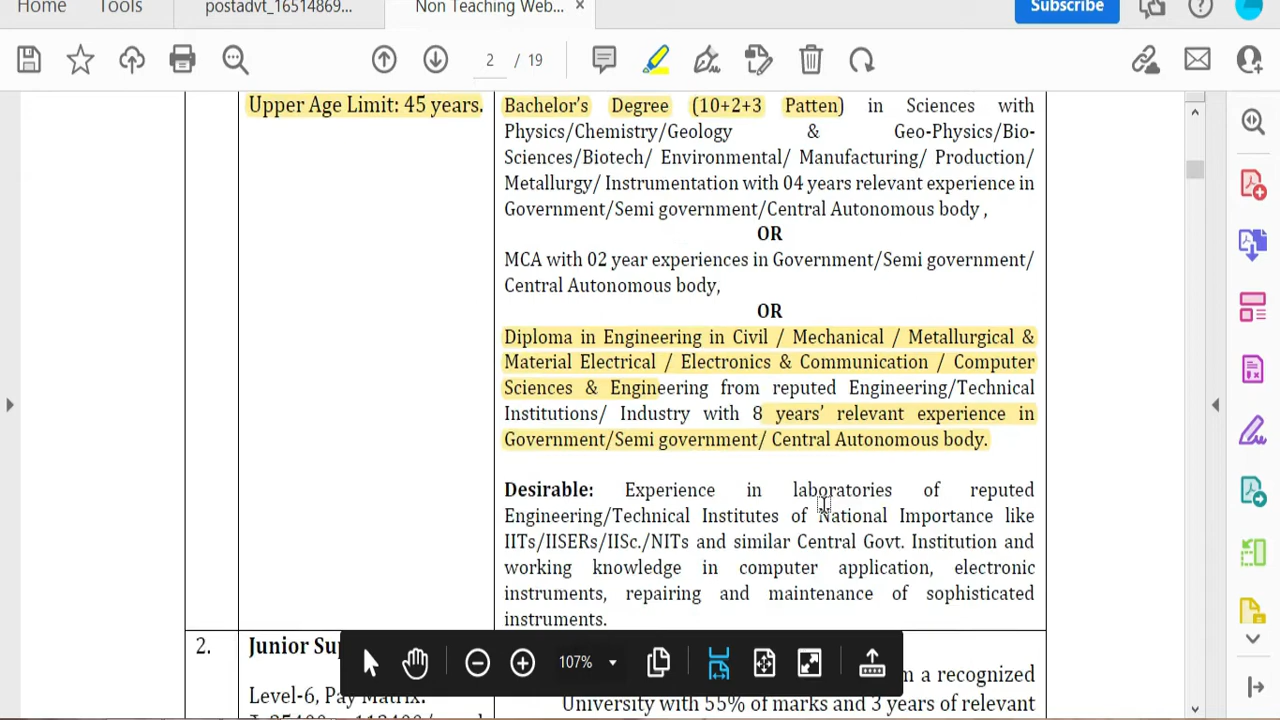 Home
Tools
postadvt_16514869...
Non Teaching Web... ×
Subscribe
2 / 19
Upper Age Limit: 45 years.
Bachelor's Degree (10+2+3 Patten) in Sciences with
Physics/Chemistry/Geology & Geo-Physics/Bio-
Sciences/Biotech/ Environmental/ Manufacturing/ Production/
Metallurgy/ Instrumentation with 04 years relevant experience in
Government/Semi government/Central Autonomous body ,
OR
MCA with 02 year experiences in Government/Semi government/
Central Autonomous body,
OR
Diploma in Engineering in Civil / Mechanical / Metallurgical &
Material Electrical / Electronics & Communication / Computer
Sciences & Engineering from reputed Engineering/Technical
Institutions/ Industry with 8 years' relevant experience in
Government/Semi government/ Central Autonomous body.
Desirable: Experience in laboratories of reputed
Engineering/Technical Institutes of National Importance like
IITs/IISERs/IISc./NITs and similar Central Govt. Institution and
working knowledge in computer application, electronic
instruments, repairing and maintenance of sophisticated
instruments.
2.
Junior Su
Level-6, Pay Matrix.
107%
a recognized
University with 55% of marks and 3 years of relevant